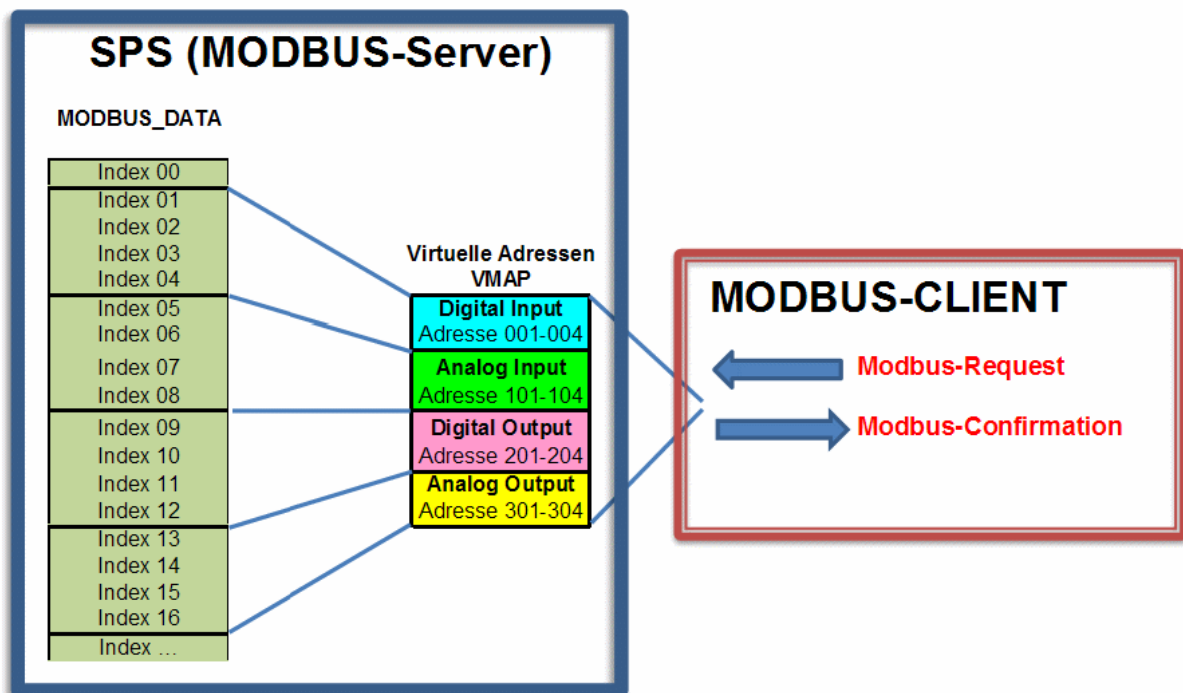 SPS (MODBUS-Server)
MODBUS_DATA
Index 00
Index 01
Index 02
Index 03
Index 04
Index 05
Index 06
Index 07
Index 08
Index 09
Index 10
Index 11
Index 12
Index 13
Index 14
Index 15
Index 16
Index ...
Virtuelle Adressen
VMAP
Digital Input
Adresse 001-004
Analog Input
Adresse 101-104
Digital Output
Adresse 201-204
Analog Output
Adresse 301-304
MODBUS-CLIENT
Modbus-Request
Modbus-Confirmation